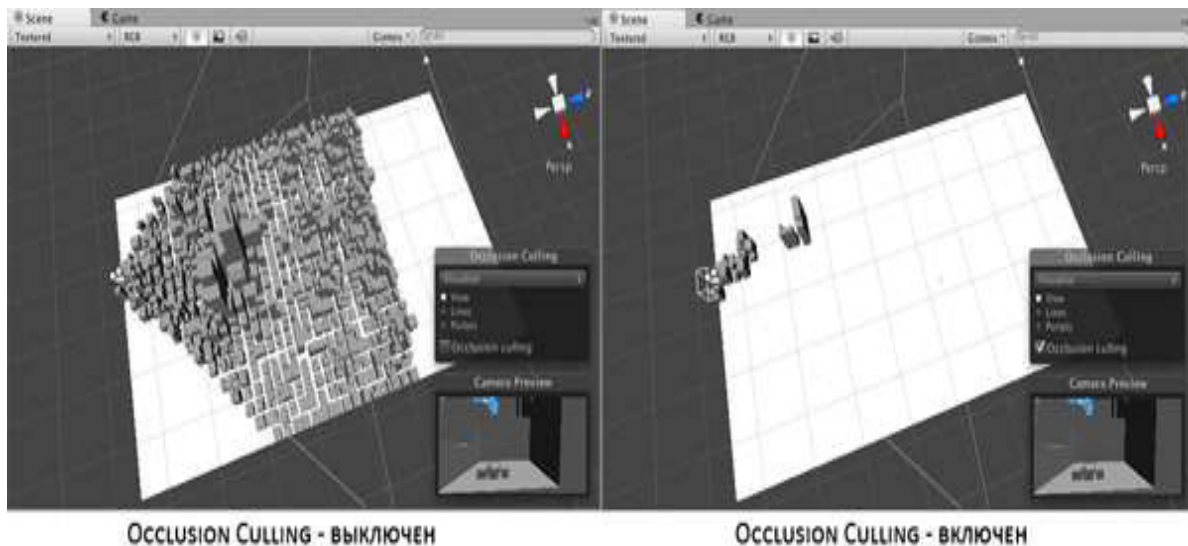 Scene
Game
Textured
RGB
Gizmos
Persp
Occlusion Culling
View
Lines
Portals
Occlusion culling
Camera Preview
OCCLUSION CULLING - ВЫКЛЮЧЕН
Scene
Game
Textured
RGB
Gizmos
Persp
Occlusion Culling
View
Lines
Portals
Occlusion culling
Camera Preview
OCCLUSION CULLING - ВКЛЮЧЕН